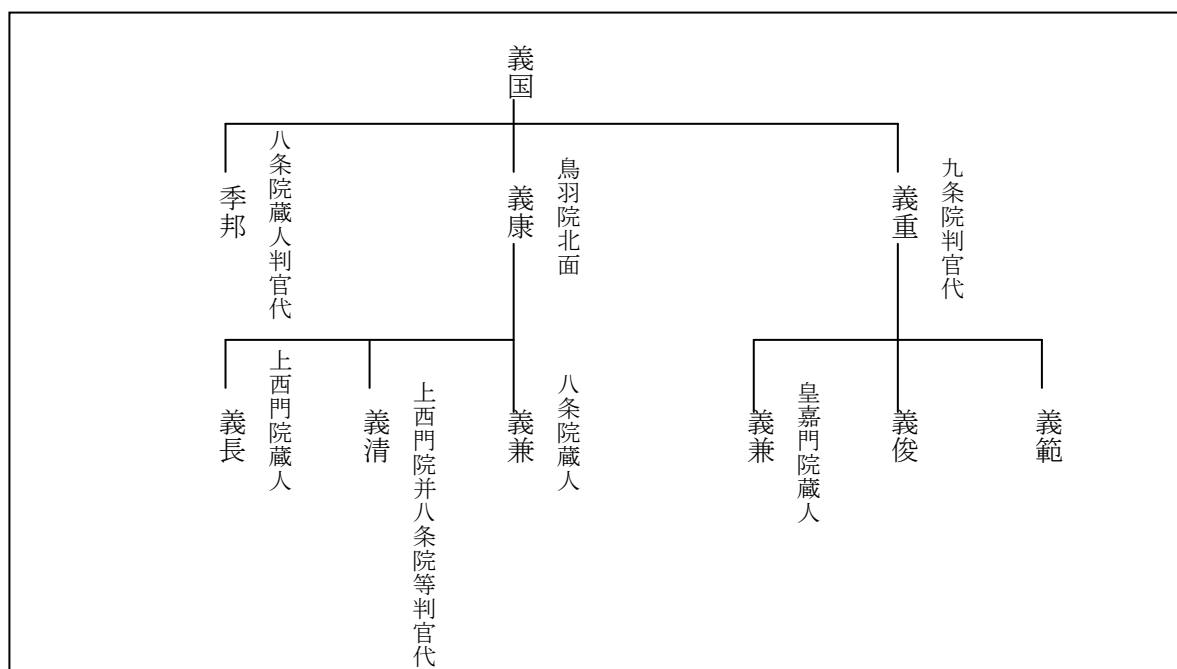 義国
九条院判官代
義重
鳥羽院北面
義康
八条院蔵人判官代
季邦
義範
義俊
皇嘉門院蔵人
義兼
八条院蔵人
義兼
上西門院并八条院等判官代
義清
上西門院蔵人
義長